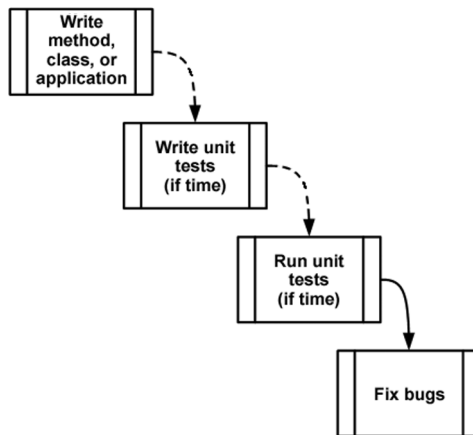 Write
method,
class, or
application
Write unit
tests
(if time)
Run unit
tests
(if time)
Fix bugs